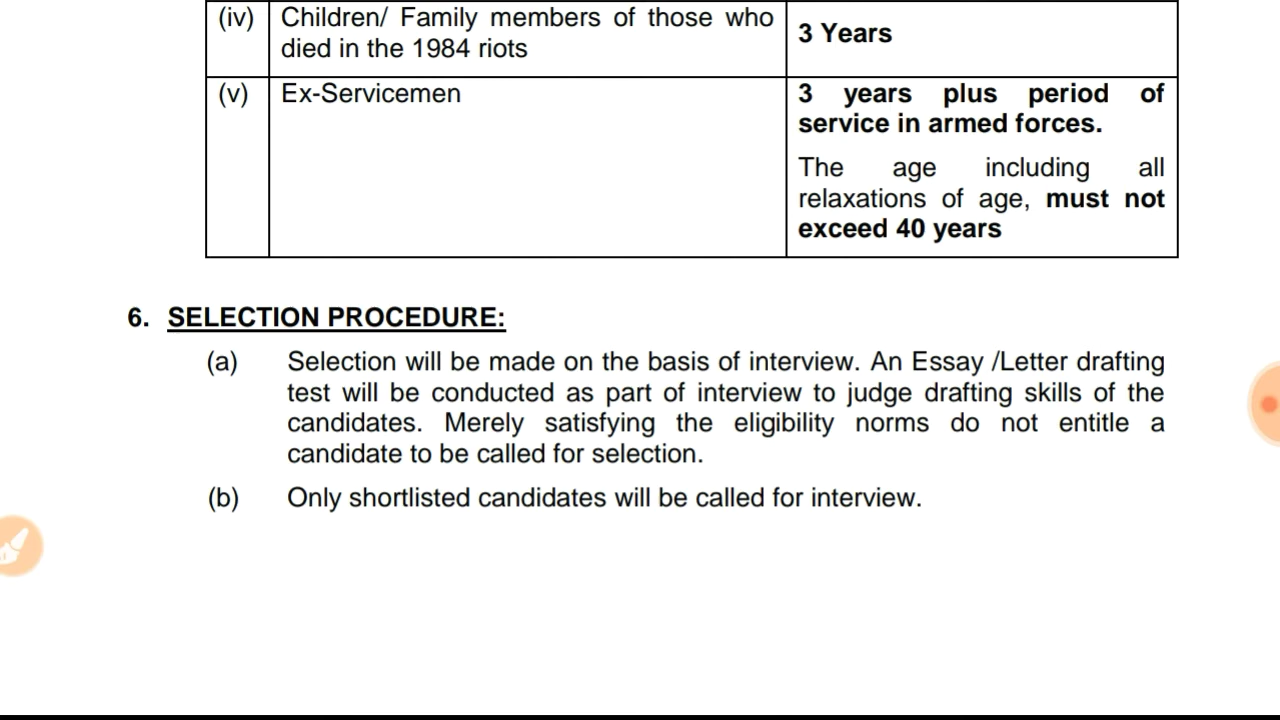 (iv) Children/ Family members of those who
died in the 1984 riots
3 Years
(v) Ex-Servicemen
3 years plus period of
service in armed forces.
The age including all
relaxations of age, must not
exceed 40 years
6. SELECTION PROCEDURE:
(a) Selection will be made on the basis of interview. An Essay /Letter drafting
test will be conducted as part of interview to judge drafting skills of the
candidates. Merely satisfying the eligibility norms do not entitle a
candidate to be called for selection.
(b) Only shortlisted candidates will be called for interview.